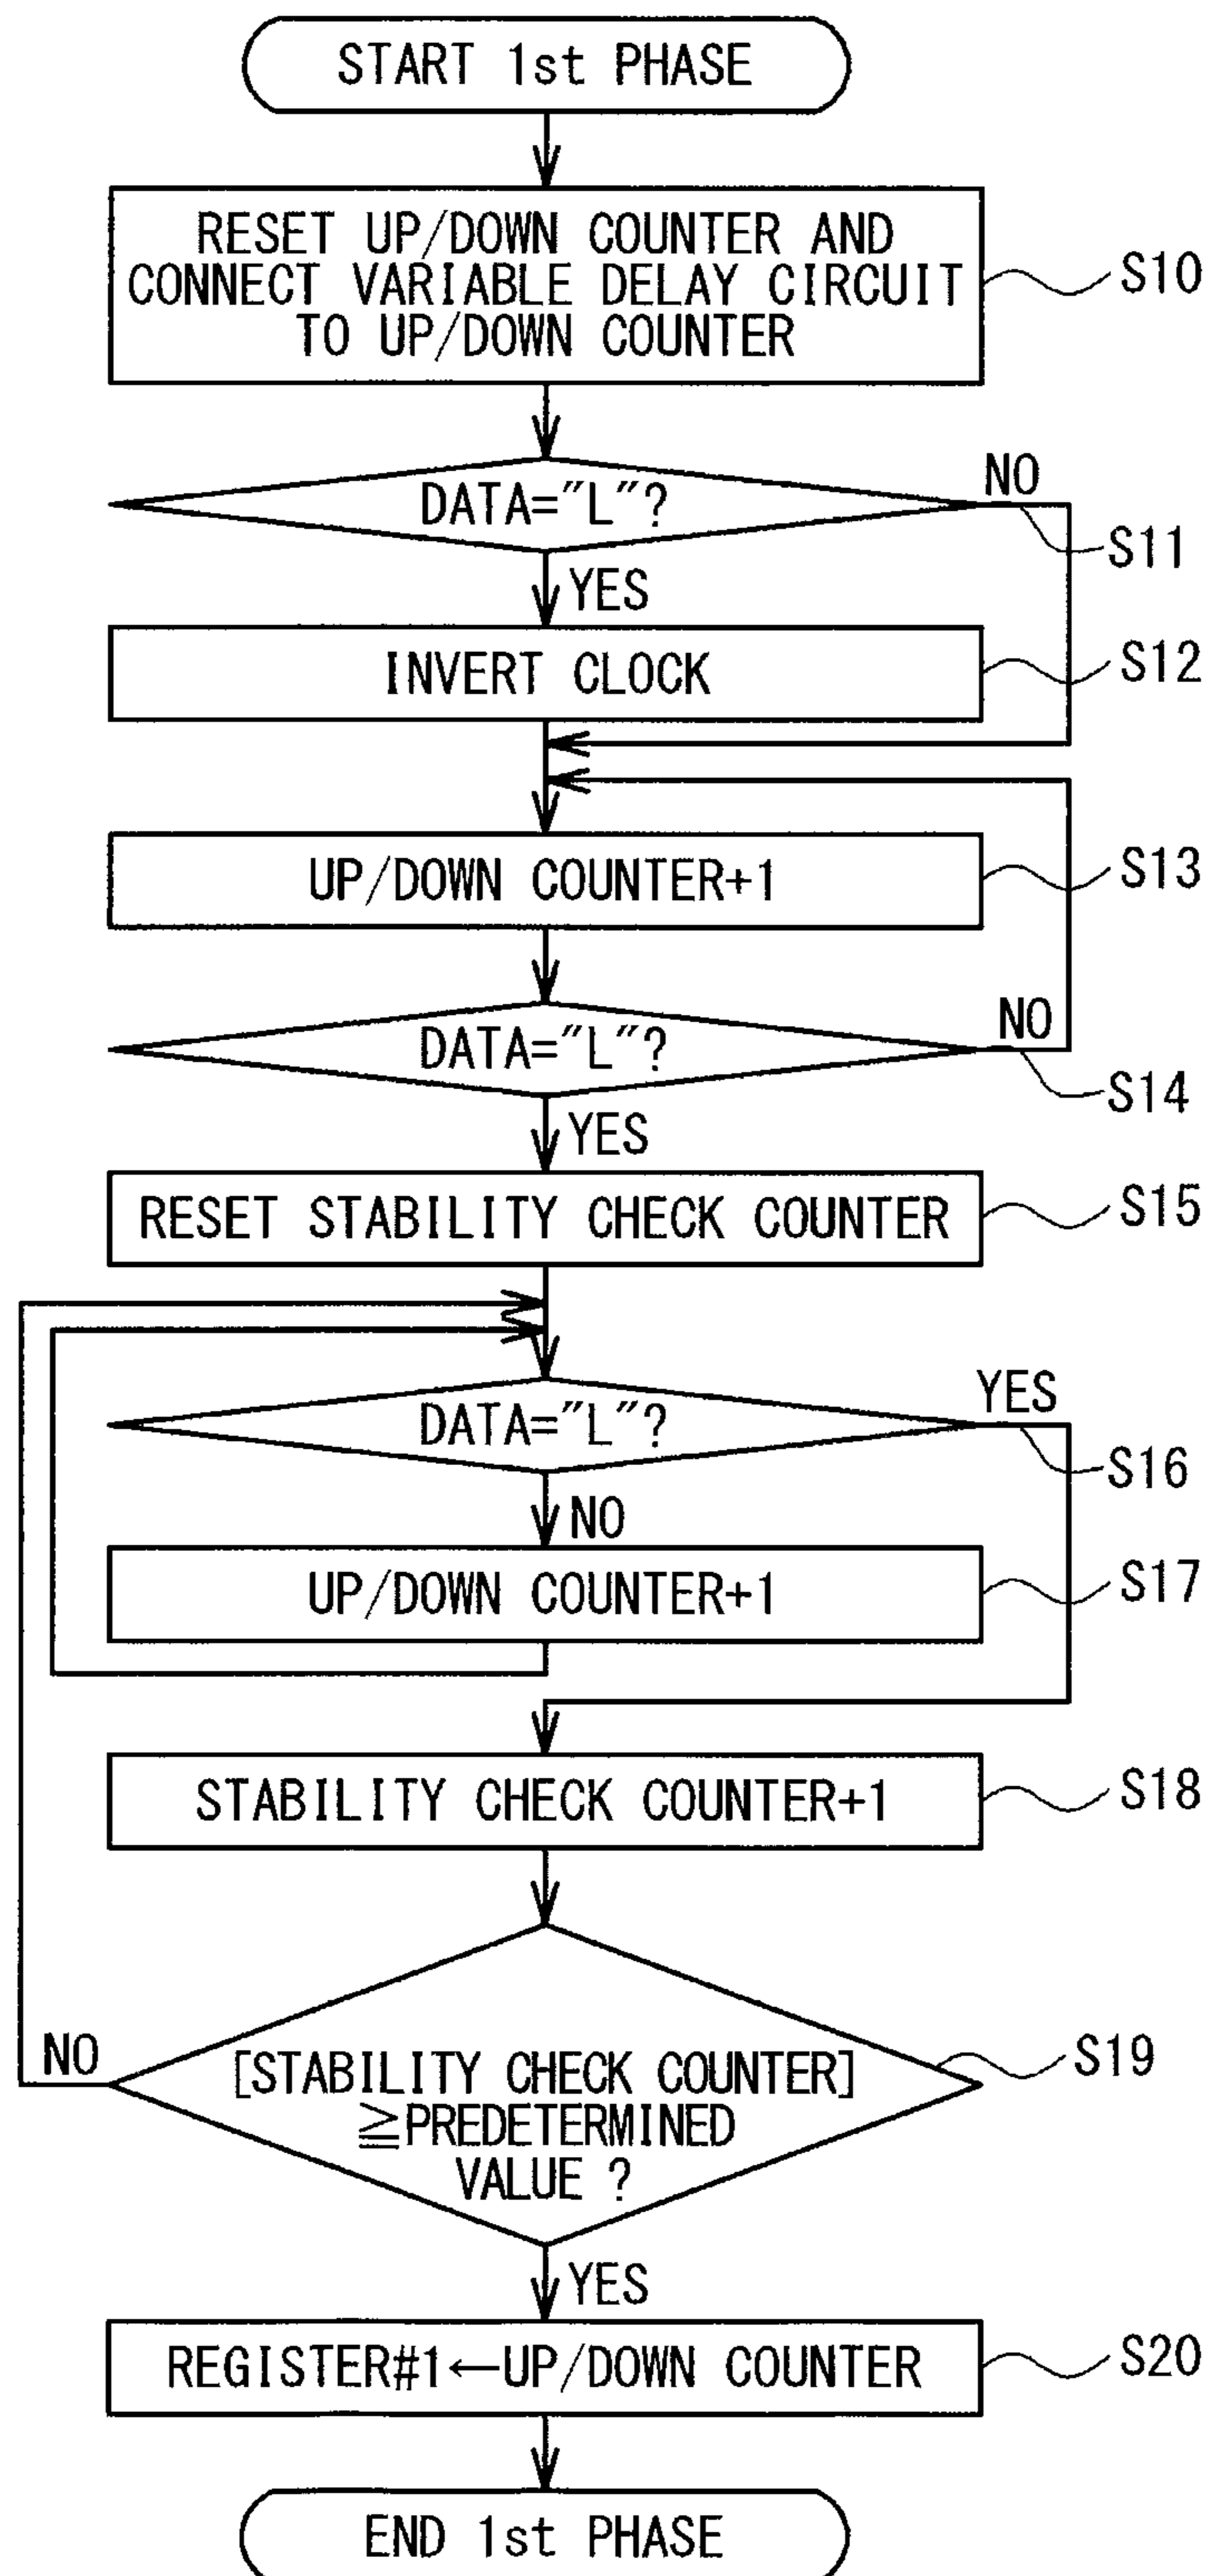 START 1st PHASE
RESET UP/DOWN COUNTER AND
CONNECT VARIABLE DELAY CIRCUIT
TO UP/DOWN COUNTER
S10
DATA="L"?
NO
S11
YES
INVERT CLOCK
S12
UP/DOWN COUNTER+1
S13
DATA="L"?
NO
S14
YES
RESET STABILITY CHECK COUNTER
S15
DATA="L"?
YES
S16
NO
UP/DOWN COUNTER+1
S17
STABILITY CHECK COUNTER+1
S18
NO
[STABILITY CHECK COUNTER]
≧PREDETERMINED
VALUE ?
S19
YES
REGISTER#1←UP/DOWN COUNTER
S20
END 1st PHASE